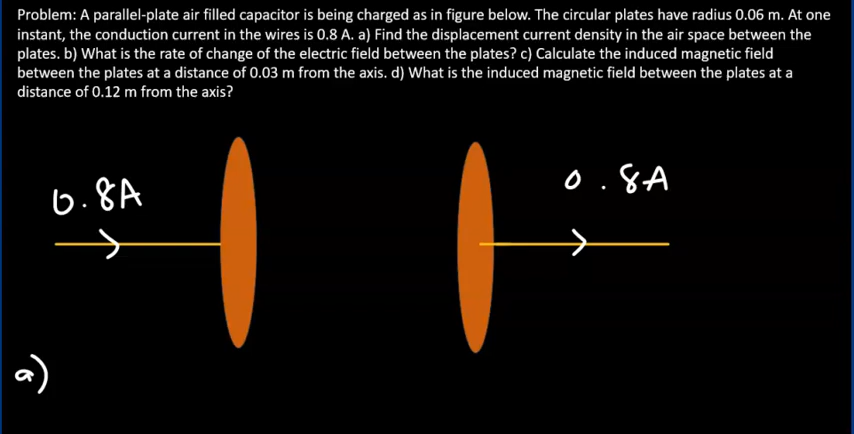 Problem: A parallel-plate air filled capacitor is being charged as in figure below. The circular plates have radius 0.06 m. At one
instant, the conduction current in the wires is 0.8 A. a) Find the displacement current density in the air space between the
plates. b) What is the rate of change of the electric field between the plates? c) Calculate the induced magnetic field
between the plates at a distance of 0.03 m from the axis. d) What is the induced magnetic field between the plates at a
distance of 0.12 m from the axis?
0.8A
0.8A
a)